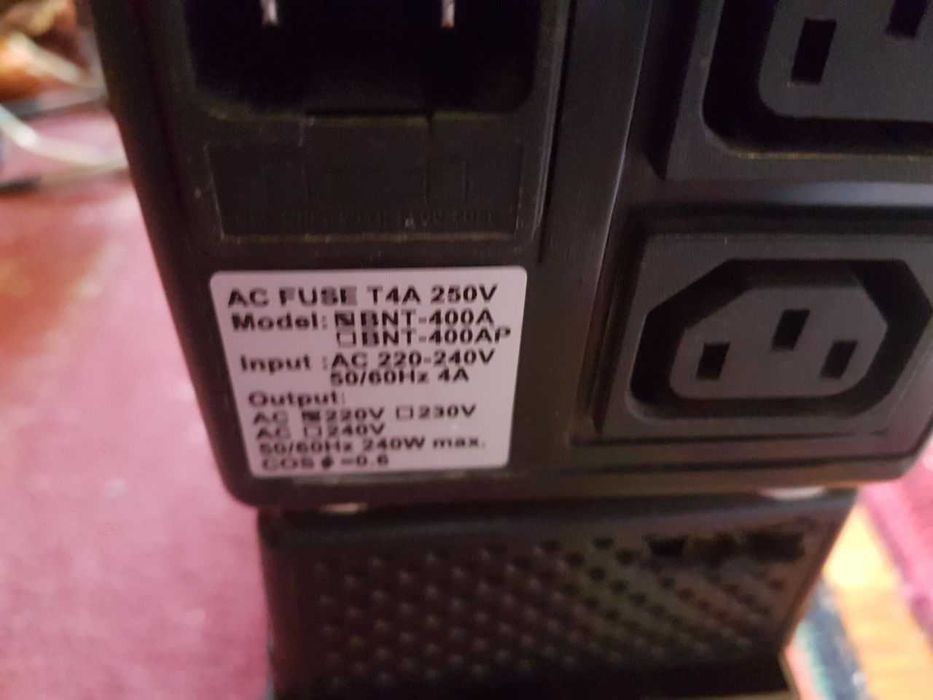 AC FUSE T4A 250V
Model: ☑BNT-400A
☐BNT-400AP
Input :AC 220-240V
50/60Hz 4A
Output:
AC ☑220V ☐230V
AC ☐240V
50/60Hz 240W max.
COS ϕ =0.6